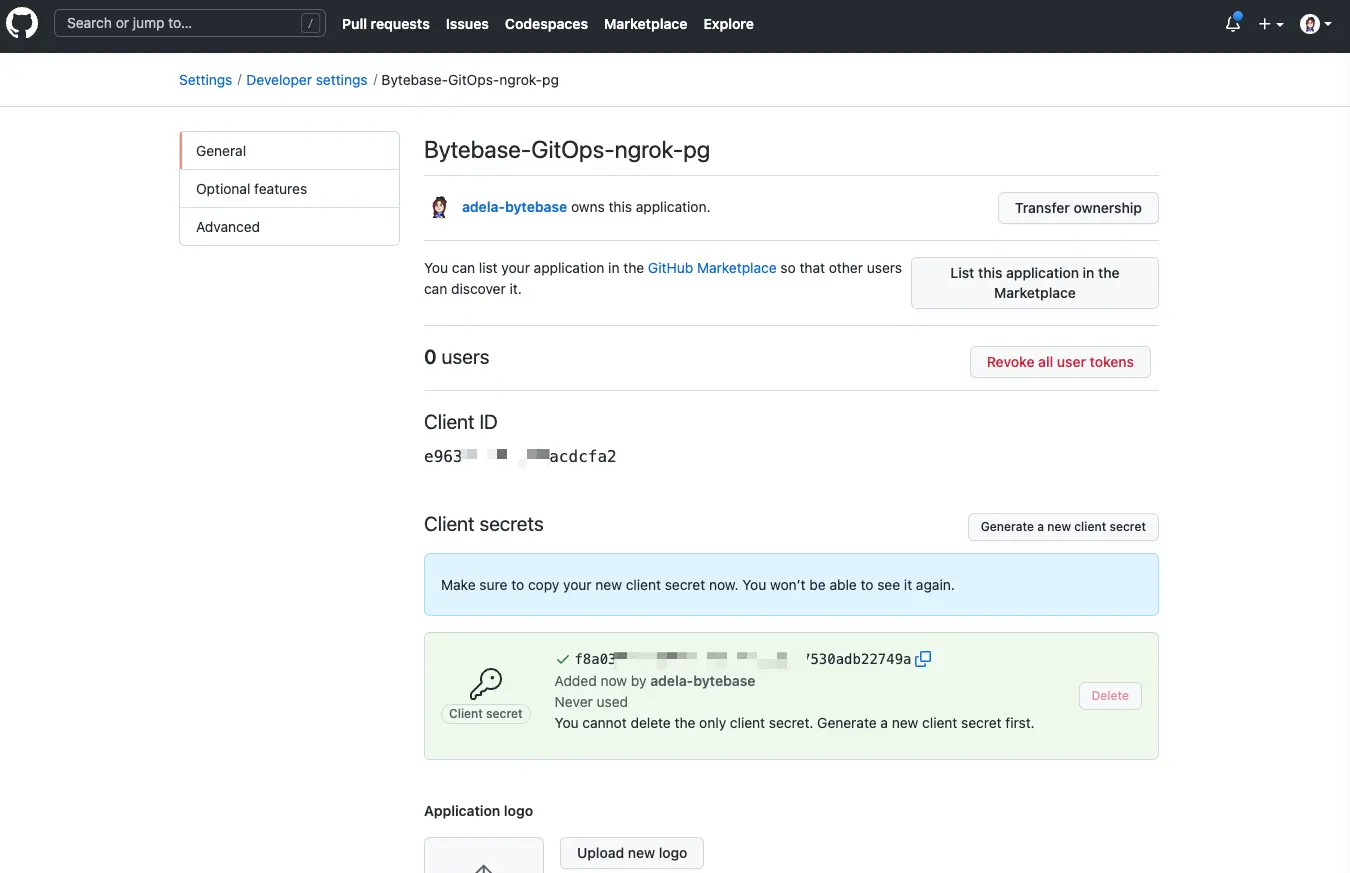 Search or jump to... /
Pull requests Issues Codespaces Marketplace Explore
Settings / Developer settings / Bytebase-GitOps-ngrok-pg
General
Optional features
Advanced
Bytebase-GitOps-ngrok-pg
adela-bytebase owns this application.
Transfer ownership
You can list your application in the GitHub Marketplace so that other users
can discover it.
List this application in the
Marketplace
0 users
Revoke all user tokens
Client ID
e963 acdcfa2
Client secrets
Generate a new client secret
Make sure to copy your new client secret now. You won’t be able to see it again.
Client secret
f8a03 7530adb22749a
Added now by adela-bytebase
Never used
You cannot delete the only client secret. Generate a new client secret first.
Delete
Application logo
Upload new logo